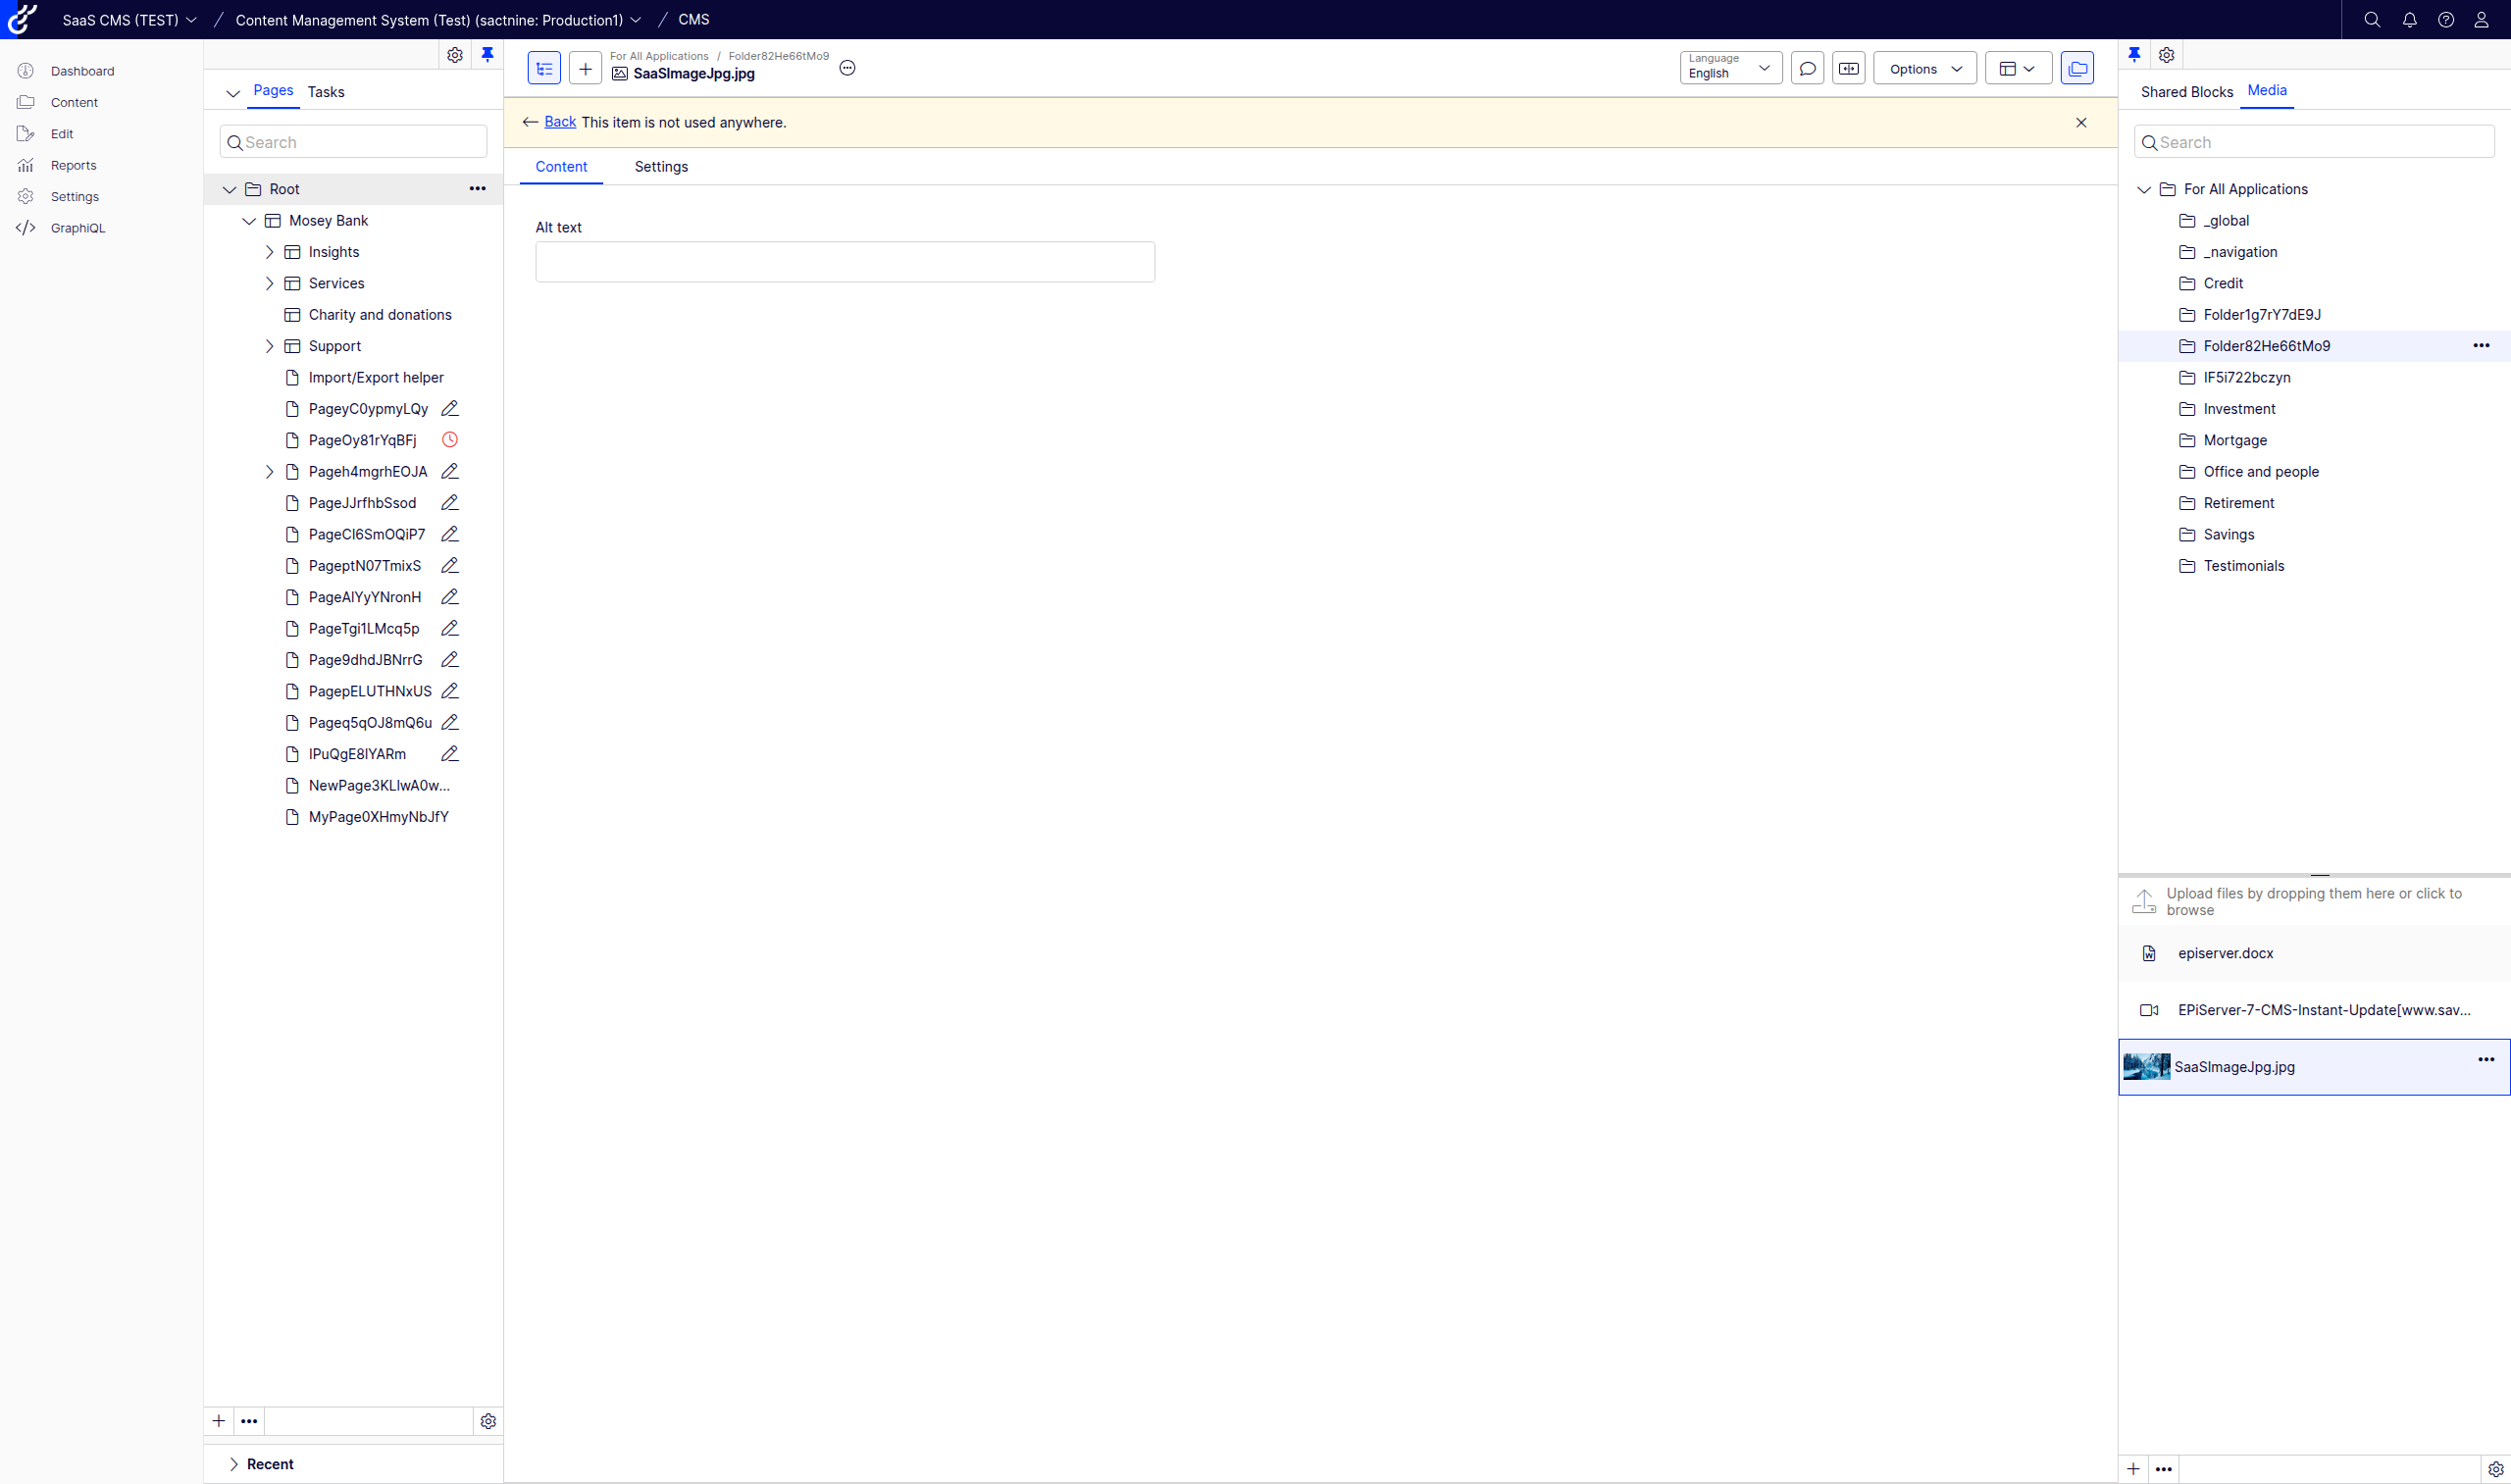 SaaS CMS (TEST) / Content Management System (Test) (sactnine: Production1) / CMS
Dashboard
Content
Edit
Reports
Settings
GraphiQL
Pages Tasks
Search
Root
Mosey Bank
Insights
Services
Charity and donations
Support
Import/Export helper
PageyC0ypmyLQy
PageOy81rYqBFj
Pageh4mgrhEOJA
PageJJrfhbSsod
PageCl6SmOQiP7
PageptN07TmixS
PageAlYyYNronH
PageTgi1LMcq5p
Page9dhdJBNrrG
PagepELUTHNxUS
Pageq5qOJ8mQ6u
IPuQgE8lYARm
NewPage3KLlwA0w...
MyPage0XHmyNbJfY
Recent
For All Applications / Folder82He66tMo9
SaaSImageJpg.jpg
Language
English
Options
Back This item is not used anywhere.
Content Settings
Alt text
Shared Blocks Media
Search
For All Applications
_global
_navigation
Credit
Folder1g7rY7dE9J
Folder82He66tMo9
IF5i722bczyn
Investment
Mortgage
Office and people
Retirement
Savings
Testimonials
Upload files by dropping them here or click to
browse
episerver.docx
EPiServer-7-CMS-Instant-Update[www.sav...
SaaSImageJpg.jpg